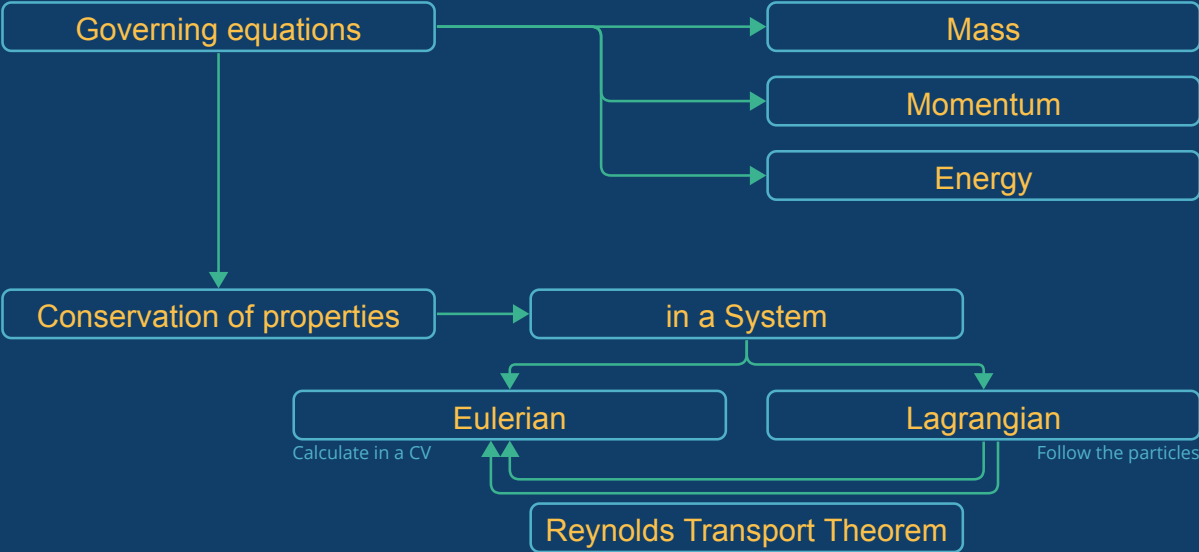 Governing equations
Mass
Momentum
Energy
Conservation of properties
in a System
Eulerian
Lagrangian
Calculate in a CV
Follow the particles
Reynolds Transport Theorem